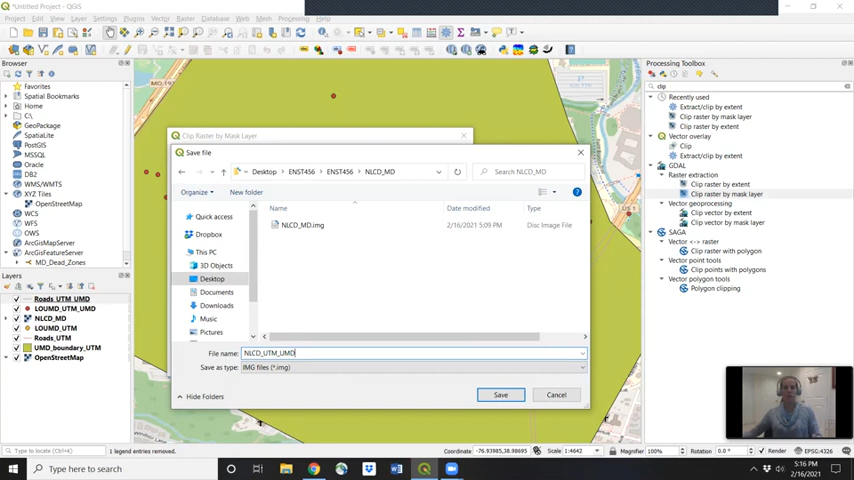 *Untitled Project — QGIS
Project Edit View Layer Settings Plugins Vector Raster Database Web Mesh Processing Help
Browser
Favorites
Spatial Bookmarks
Home
C:\
GeoPackage
SpatiaLite
PostGIS
MSSQL
Oracle
DB2
WMS/WMTS
XYZ Tiles
OpenStreetMap
WCS
WFS
OWS
ArcGisMapServer
ArcGisFeatureServer
MD_Dead_Zones
Layers
Roads_UTM_UMD
LOUMD_UTM_UMD
NLCD_MD
LOUMD_UTM
Roads_UTM
UMD_boundary_UTM
OpenStreetMap
MD 193
US 1
Clip Raster by Mask Layer
Save file
Desktop > ENST456 > ENST456 > NLCD_MD
Search NLCD_MD
Organize
New folder
Quick access
Dropbox
This PC
3D Objects
Desktop
Documents
Downloads
Music
Pictures
Name
Date modified
Type
NLCD_MD.img
2/16/2021 5:09 PM
Disc Image File
File name: NLCD_UTM_UMD
Save as type: IMG files (*.img)
Hide Folders
Save
Cancel
Processing Toolbox
clip
Recently used
Extract/clip by extent
Clip raster by mask layer
Clip raster by extent
Vector overlay
Clip
Extract/clip by extent
GDAL
Raster extraction
Clip raster by extent
Clip raster by mask layer
Vector geoprocessing
Clip vector by extent
Clip vector by mask layer
SAGA
Vector <-> raster
Clip raster with polygon
Vector point tools
Clip points with polygons
Vector polygon tools
Polygon clipping
Type to locate (Ctrl+K)
1 legend entries removed.
Coordinate -76.93985,38.98695
Scale 1:4642
Magnifier 100%
Rotation 0.0 °
Render
EPSG:4326
Type here to search
5:16 PM
2/16/2021